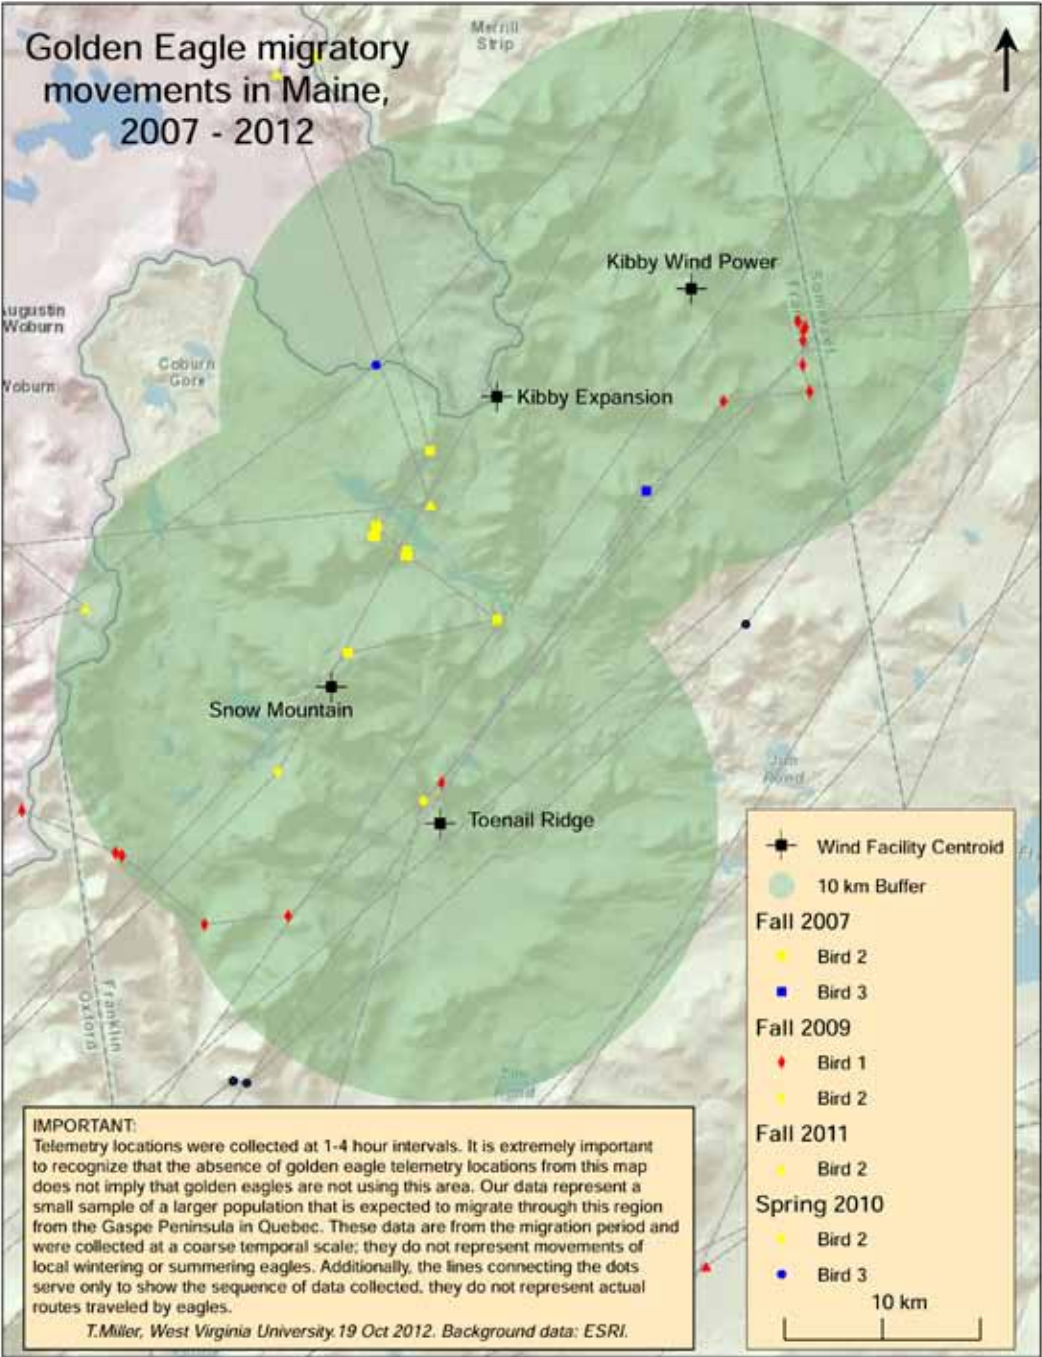 Golden Eagle migratory
movements in Maine,
2007 - 2012
Merrill
Strip
Kibby Wind Power
Somerset
Franklin
Augustin
Woburn
Woburn
Coburn
Gore
Kibby Expansion
Snow Mountain
Toenail Ridge
Jim
Pond
Franklin
Oxford
Pond
Wind Facility Centroid
10 km Buffer
Fall 2007
Bird 2
Bird 3
Fall 2009
Bird 1
Bird 2
Fall 2011
Bird 2
Spring 2010
Bird 2
Bird 3
10 km
IMPORTANT:
Telemetry locations were collected at 1-4 hour intervals. It is extremely important
to recognize that the absence of golden eagle telemetry locations from this map
does not imply that golden eagles are not using this area. Our data represent a
small sample of a larger population that is expected to migrate through this region
from the Gaspe Peninsula in Quebec. These data are from the migration period and
were collected at a coarse temporal scale; they do not represent movements of
local wintering or summering eagles. Additionally, the lines connecting the dots
serve only to show the sequence of data collected, they do not represent actual
routes traveled by eagles.
T.Miller, West Virginia University.19 Oct 2012. Background data: ESRI.